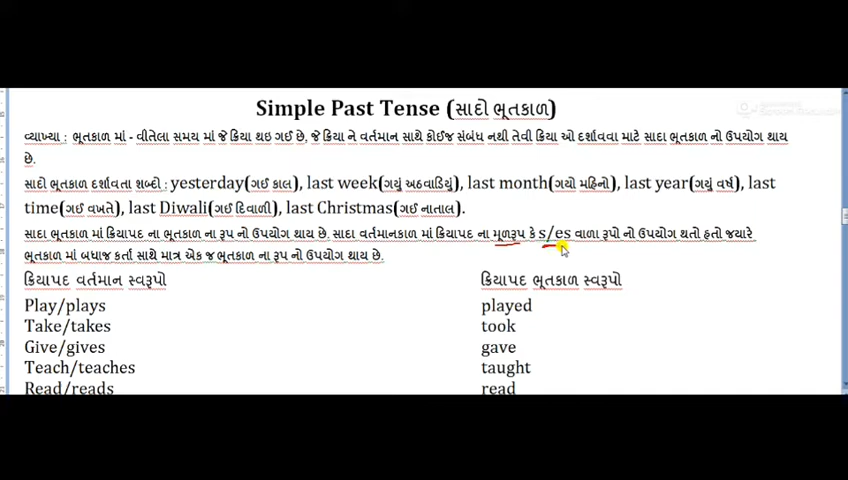 Simple Past Tense (સાદો ભૂતકાળ)
વ્યાખ્યા : ભૂતકાળ માં - વીતેલા સમય માં જે ક્રિયા થઇ ગઈ છે, જે ક્રિયા ને વર્તમાન સાથે કોઈજ સંબંધ નથી તેવી ક્રિયા ઓ દર્શાવવા માટે સાદા ભૂતકાળ નો ઉપયોગ થાય
છે.
સાદો ભૂતકાળ દર્શાવતા શબ્દો : yesterday(ગઈ કાલ), last week(ગયું અઠવાડિયું), last month(ગયો મહિનો), last year(ગયું વર્ષ), last
time(ગઈ વખતે), last Diwali(ગઈ દિવાળી), last Christmas(ગઈ નાતાલ).
સાદા ભૂતકાળ માં ક્રિયાપદ ના ભૂતકાળ ના રૂપ નો ઉપયોગ થાય છે. સાદા વર્તમાનકાળ માં ક્રિયાપદ ના મૂળરૂપ કે s/es વાળા રૂપો નો ઉપયોગ થતો હતો જયારે
ભૂતકાળ માં બધાજ કર્તા સાથે માત્ર એક જ ભૂતકાળ ના રૂપ નો ઉપયોગ થાય છે.
ક્રિયાપદ વર્તમાન સ્વરૂપો ક્રિયાપદ ભૂતકાળ સ્વરૂપો
Play/plays played
Take/takes took
Give/gives gave
Teach/teaches taught
Read/reads read